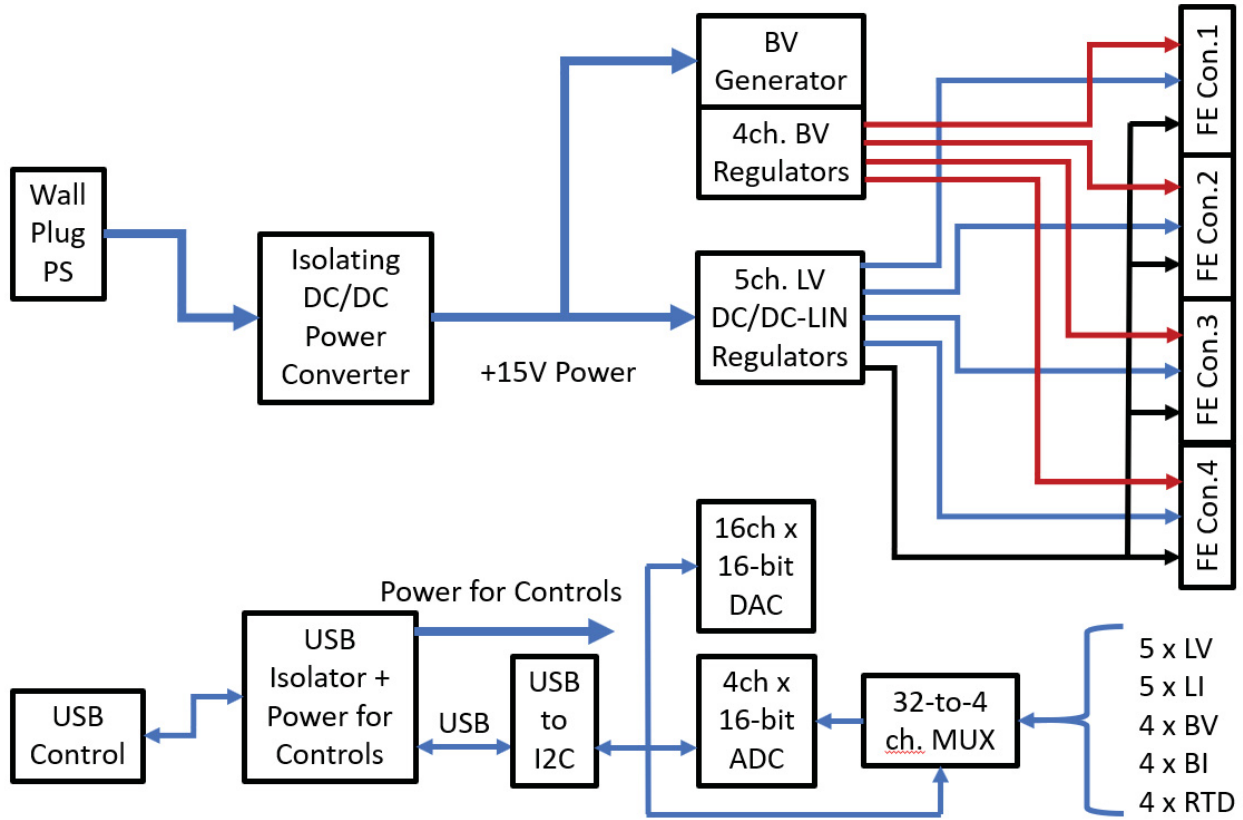 BV
Generator
4ch. BV
Regulators
FE Con.1
FE Con.2
FE Con.3
FE Con.4
Wall
Plug
PS
Isolating
DC/DC
Power
Converter
+15V Power
5ch. LV
DC/DC-LIN
Regulators
16ch x
16-bit
DAC
Power for Controls
USB
Isolator +
Power for
Controls
USB
Control
USB
USB
to
I2C
4ch x
16-bit
ADC
32-to-4
ch. MUX
5 x LV
5 x LI
4 x BV
4 x BI
4 x RTD